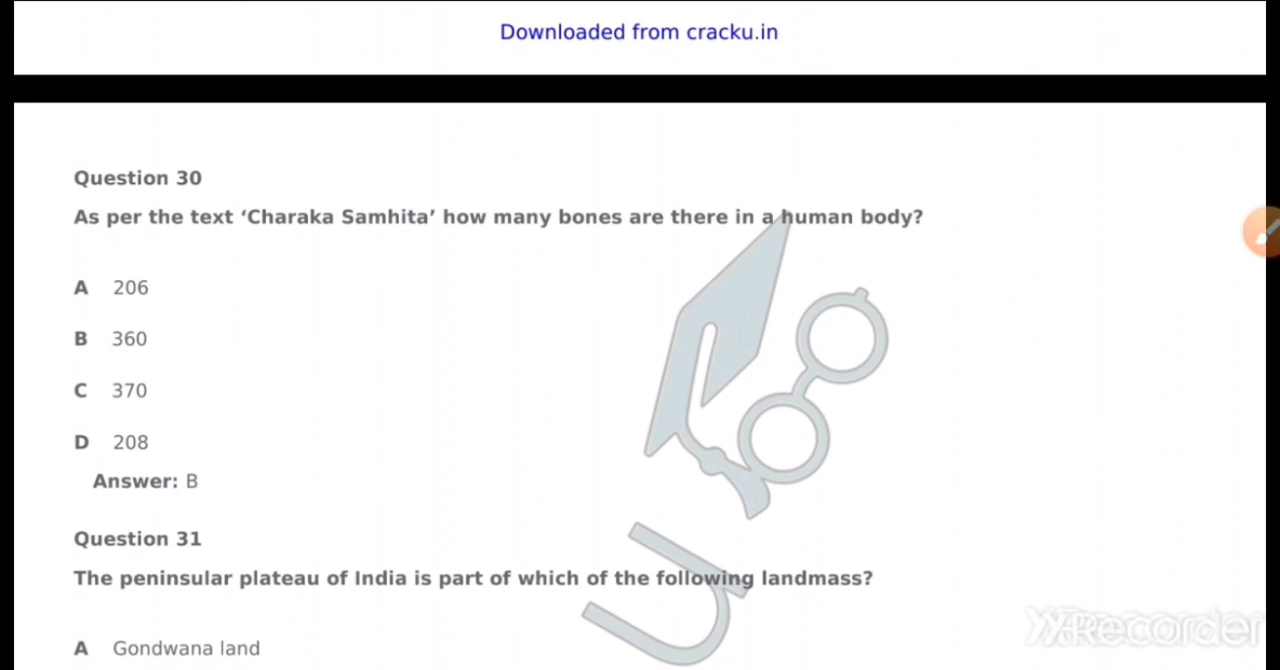 Downloaded from cracku.in
Question 30
As per the text ‘Charaka Samhita’ how many bones are there in a human body?
A 206
B 360
C 370
D 208
Answer: B
Question 31
The peninsular plateau of India is part of which of the following landmass?
A Gondwana land
XRecorder